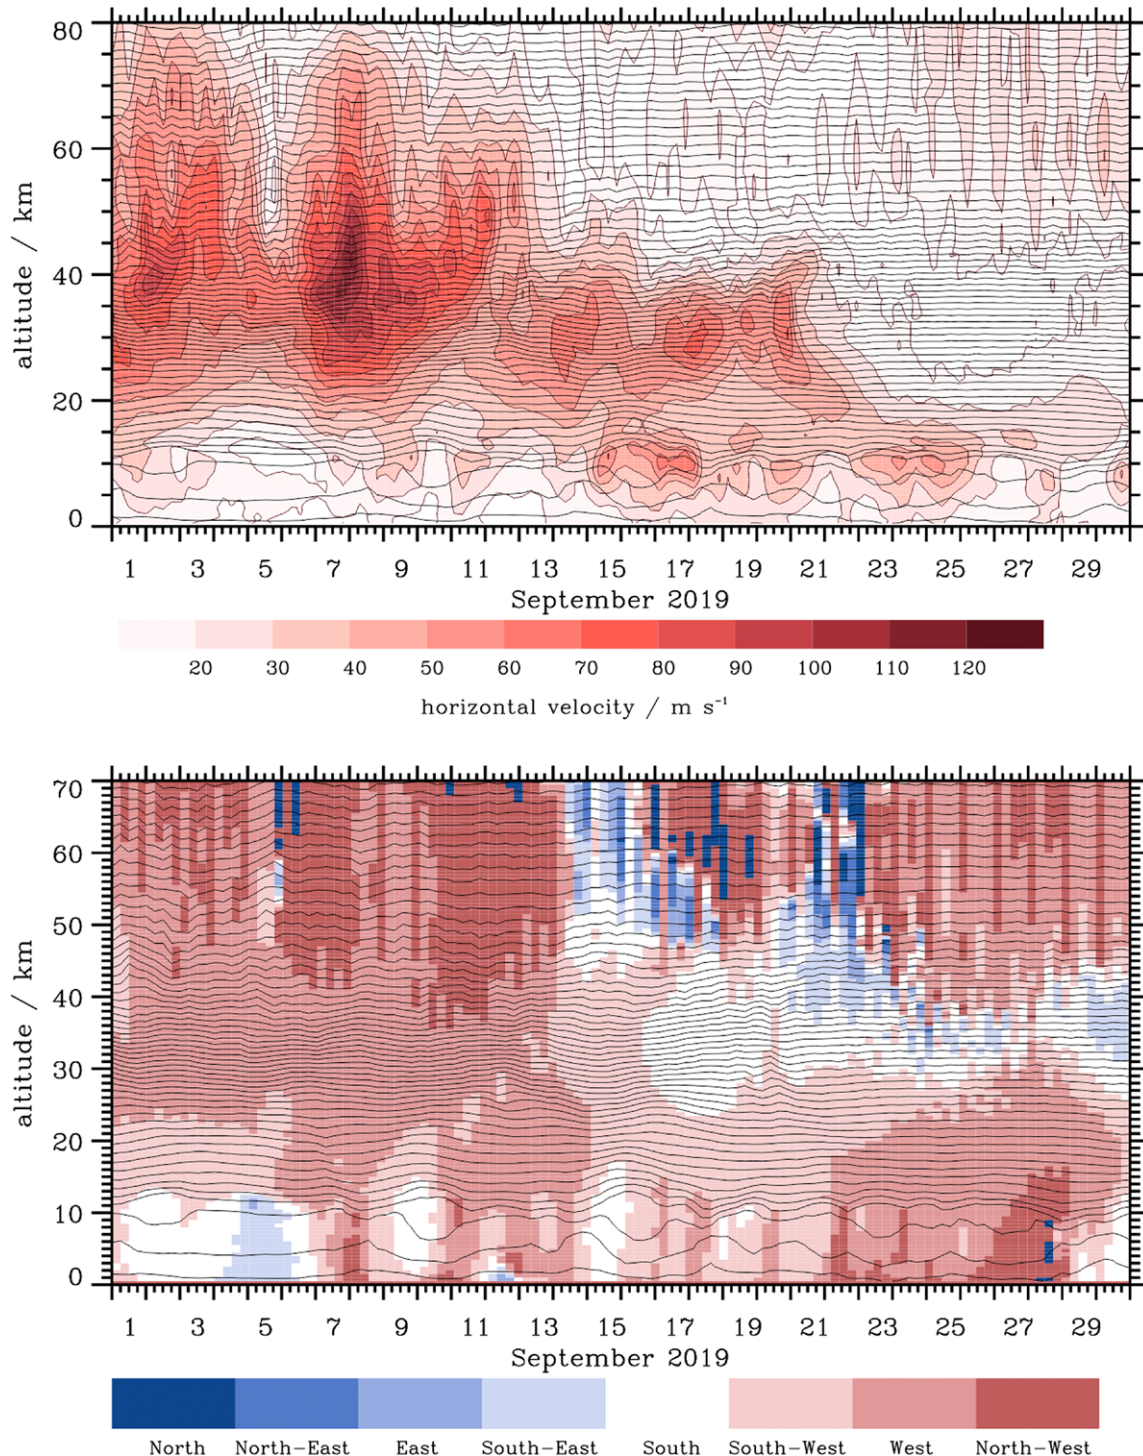 80
60
40
20
0
altitude / km
1 3 5 7 9 11 13 15 17 19 21 23 25 27 29
September 2019
20 30 40 50 60 70 80 90 100 110 120
horizontal velocity / m s⁻¹
70
60
50
40
30
20
10
0
altitude / km
1 3 5 7 9 11 13 15 17 19 21 23 25 27 29
September 2019
North North-East East South-East South South-West West North-West